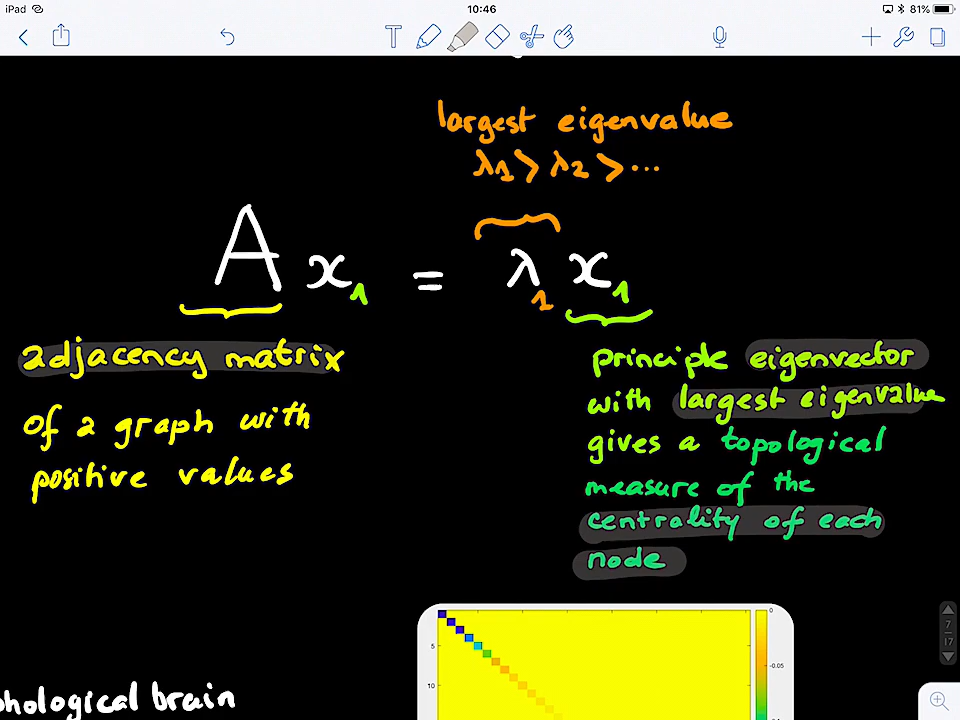 iPad
10:46
81%
largest eigenvalue
λ1 > λ2 > ...
A x1 = λ1 x1
adjacency matrix
of a graph with
positive values
principle eigenvector
with largest eigenvalue
gives a topological
measure of the
centrality of each
node
5
10
0
-0.05
7
17
phological brain